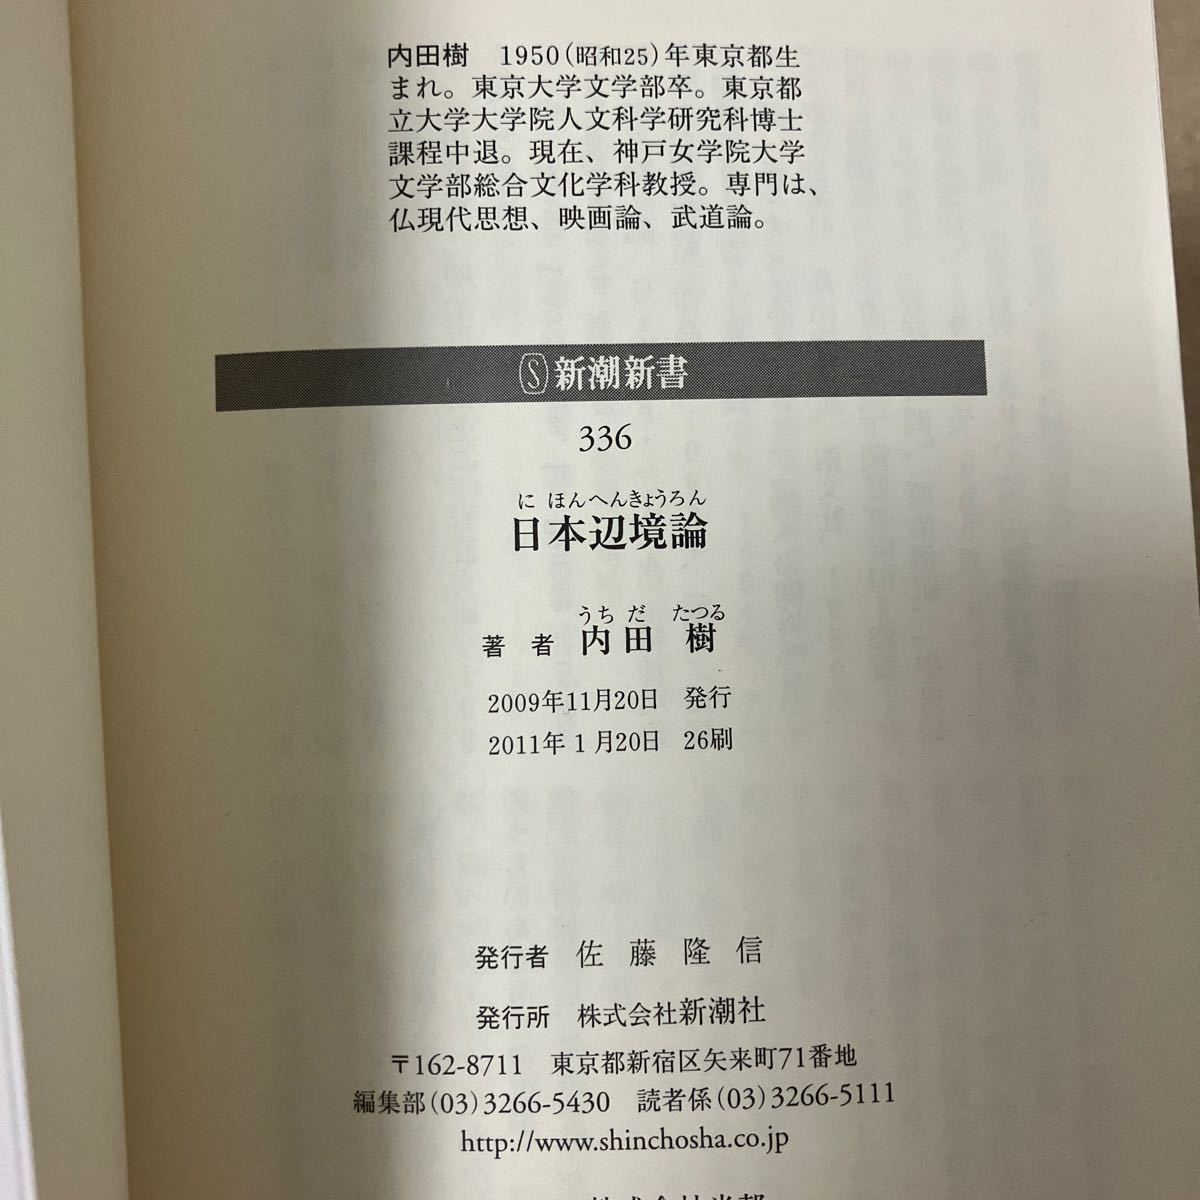 内田樹　1950(昭和25)年東京都生
まれ。東京大学文学部卒。東京都
立大学大学院人文科学研究科博士
課程中退。現在、神戸女学院大学
文学部総合文化学科教授。専門は、
仏現代思想、映画論、武道論。
Ⓢ新潮新書
336
に ほんへんきょうろん
日本辺境論
うち だ　たつる
著 者　内田 樹
2009年11月20日　発行
2011年 1 月20日　26刷
発行者　佐 藤 隆 信
発行所　株式会社新潮社
〒162-8711　東京都新宿区矢来町71番地
編集部(03)3266-5430　読者係(03)3266-5111
http://www.shinchosha.co.jp